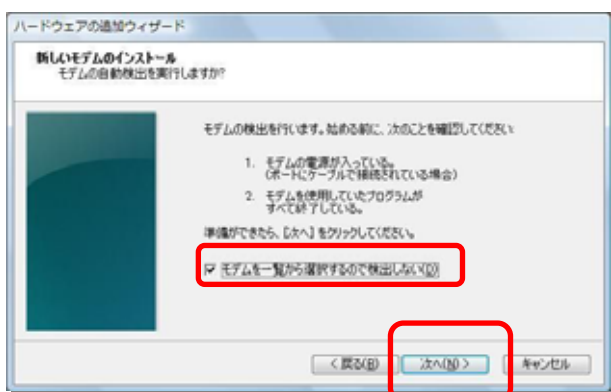 ハードウェアの追加ウィザード
新しいモデムのインストール
モデムの自動検出を実行しますか?
モデムの検出を行います。始める前に、次のことを確認してください:
1. モデムの電源が入っている。
(ポートにケーブルで接続されている場合)
2. モデムを使用していたプログラムが
すべて終了している。
準備ができたら、[次へ] をクリックしてください。
モデムを一覧から選択するので検出しない(D)
< 戻る(B)
次へ(N) >
キャンセル